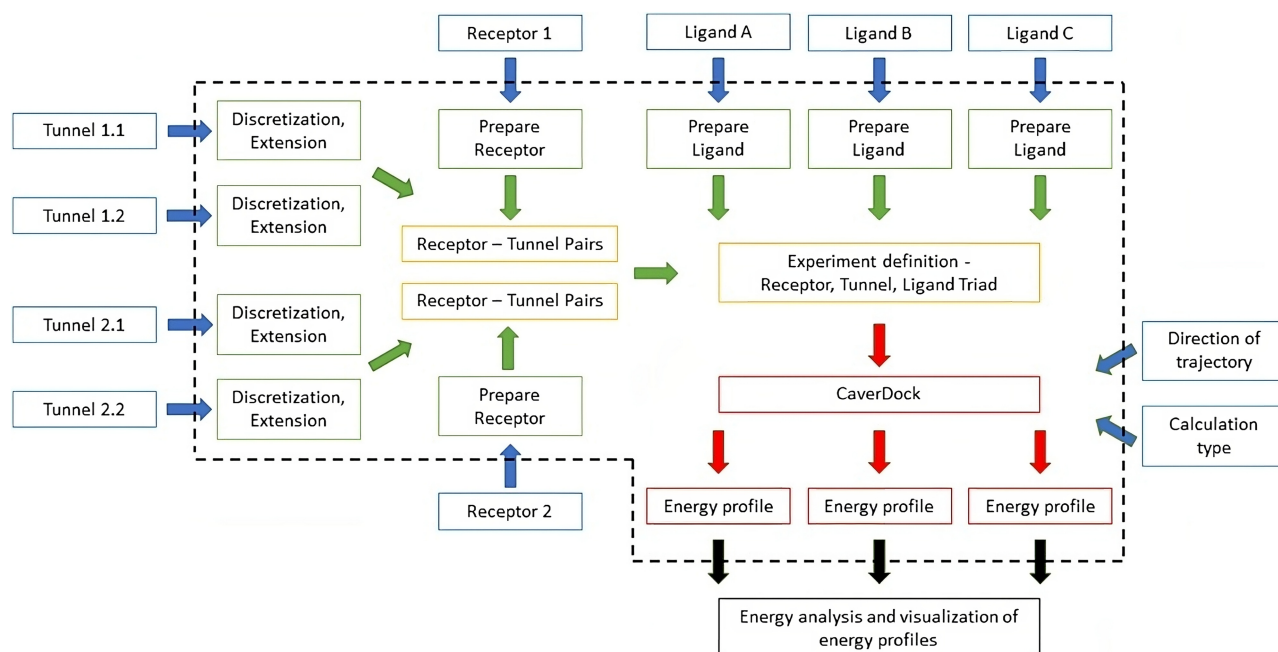 Receptor 1
Ligand A
Ligand B
Ligand C
Tunnel 1.1
Discretization,
Extension
Prepare
Receptor
Prepare
Ligand
Prepare
Ligand
Prepare
Ligand
Tunnel 1.2
Discretization,
Extension
Receptor – Tunnel Pairs
Experiment definition -
Receptor, Tunnel, Ligand Triad
Receptor – Tunnel Pairs
Tunnel 2.1
Discretization,
Extension
Direction of
trajectory
Tunnel 2.2
Discretization,
Extension
Prepare
Receptor
CaverDock
Calculation
type
Receptor 2
Energy profile
Energy profile
Energy profile
Energy analysis and visualization of
energy profiles